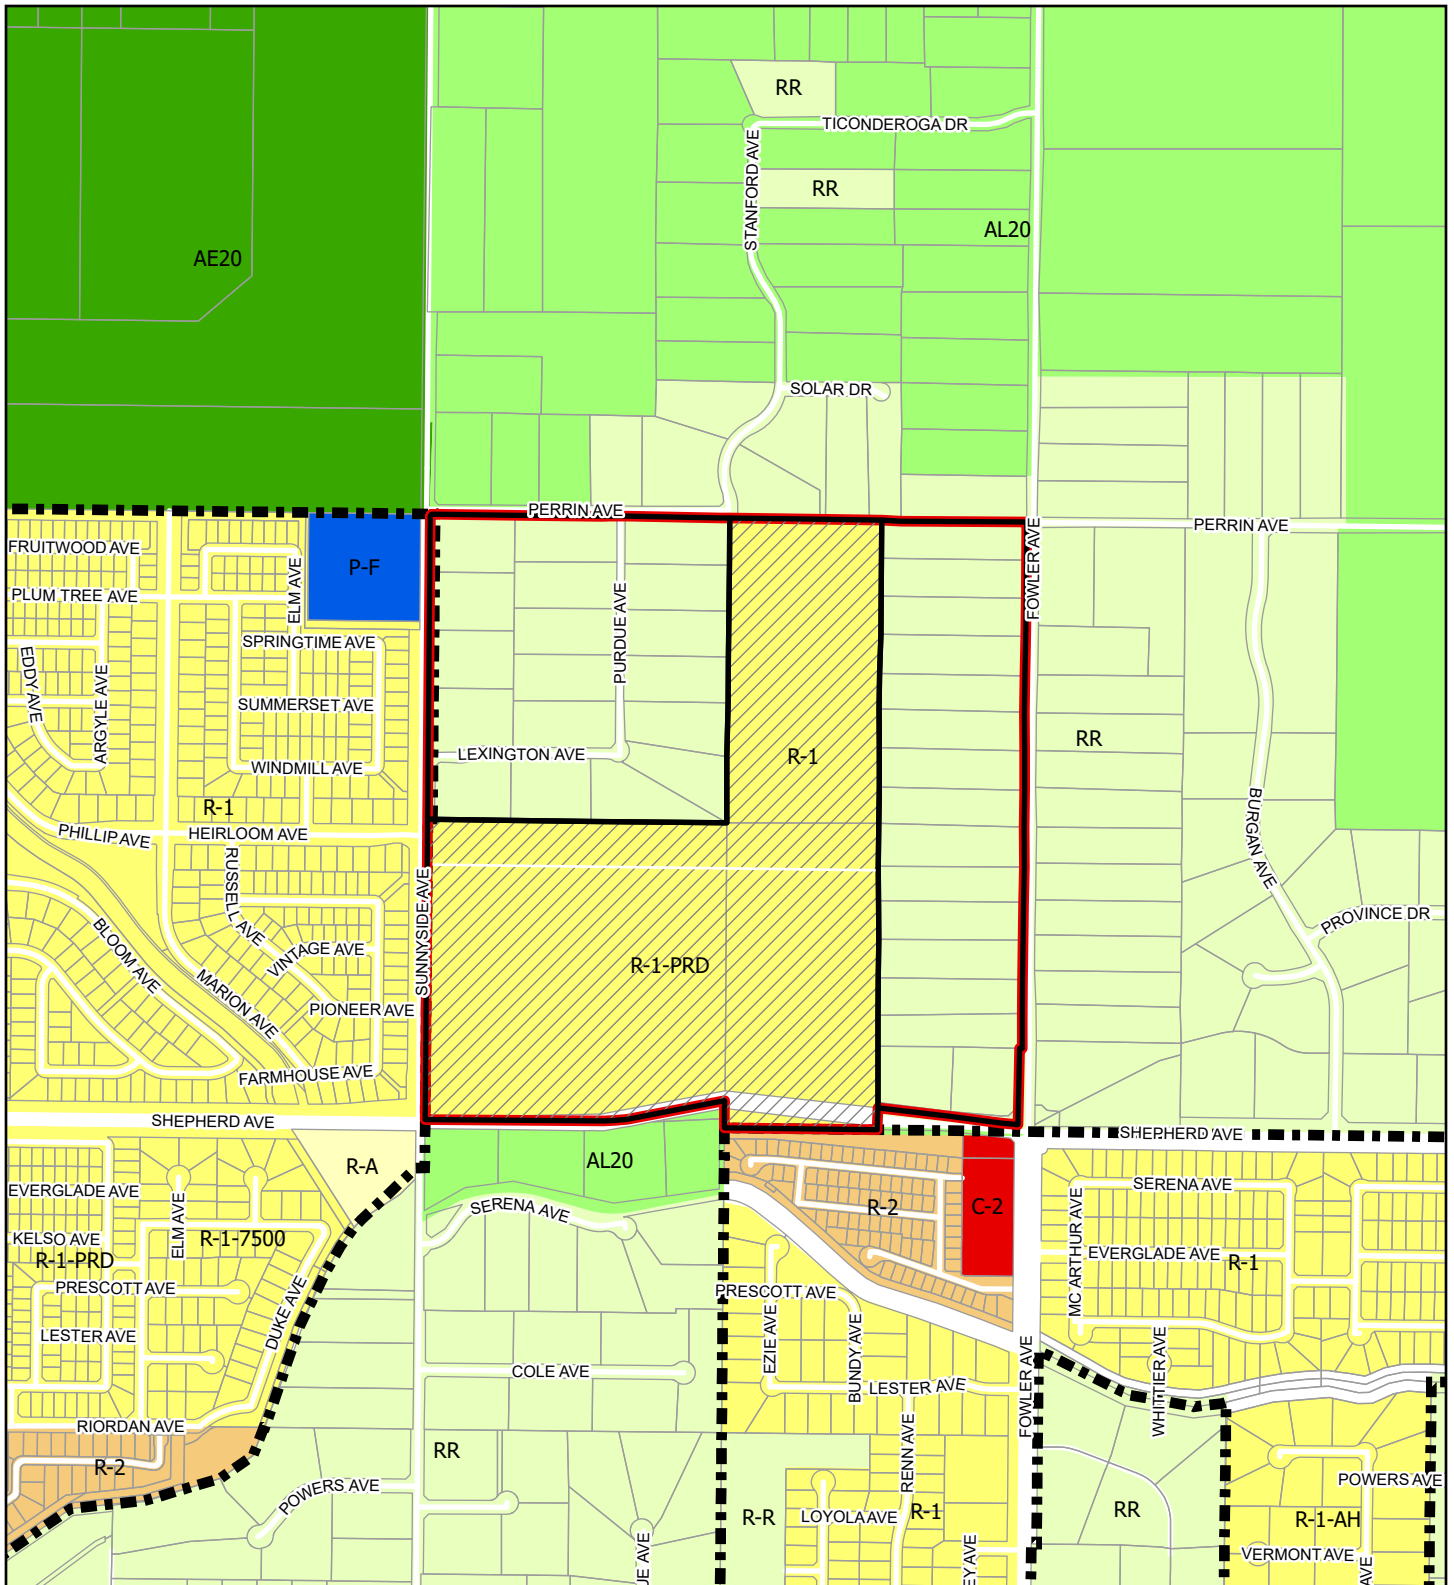 RR
TICONDEROGA DR
STANFORD AVE
RR
AL20
AE20
SOLAR DR
PERRIN AVE
PERRIN AVE
FOWLER AVE
FRUITWOOD AVE
P-F
ELM AVE
PLUM TREE AVE
PURDUE AVE
SPRINGTIME AVE
EDDY AVE
ARGYLE AVE
SUMMERSET AVE
RR
LEXINGTON AVE
R-1
WINDMILL AVE
R-1
BURGAN AVE
PHILLIP AVE
HEIRLOOM AVE
RUSSELL AVE
SUNNYSIDE AVE
PROVINCE DR
BLOOM AVE
VINTAGE AVE
R-1-PRD
MARION AVE
PIONEER AVE
FARMHOUSE AVE
SHEPHERD AVE
SHEPHERD AVE
R-A
AL20
EVERGLADE AVE
SERENA AVE
SERENA AVE
R-2
C-2
ELM AVE
KELSO AVE
R-1-7500
MC ARTHUR AVE
EVERGLADE AVE
R-1
R-1-PRD
PRESCOTT AVE
PRESCOTT AVE
DUKE AVE
LESTER AVE
EZIE AVE
BUNDY AVE
WHITTIER AVE
COLE AVE
LESTER AVE
FOWLER AVE
RIORDAN AVE
RENN AVE
RR
R-2
POWERS AVE
POWERS AVE
R-R
LOYOLA AVE
R-1
RR
R-1-AH
VERMONT AVE
UE AVE
EY AVE
AVE